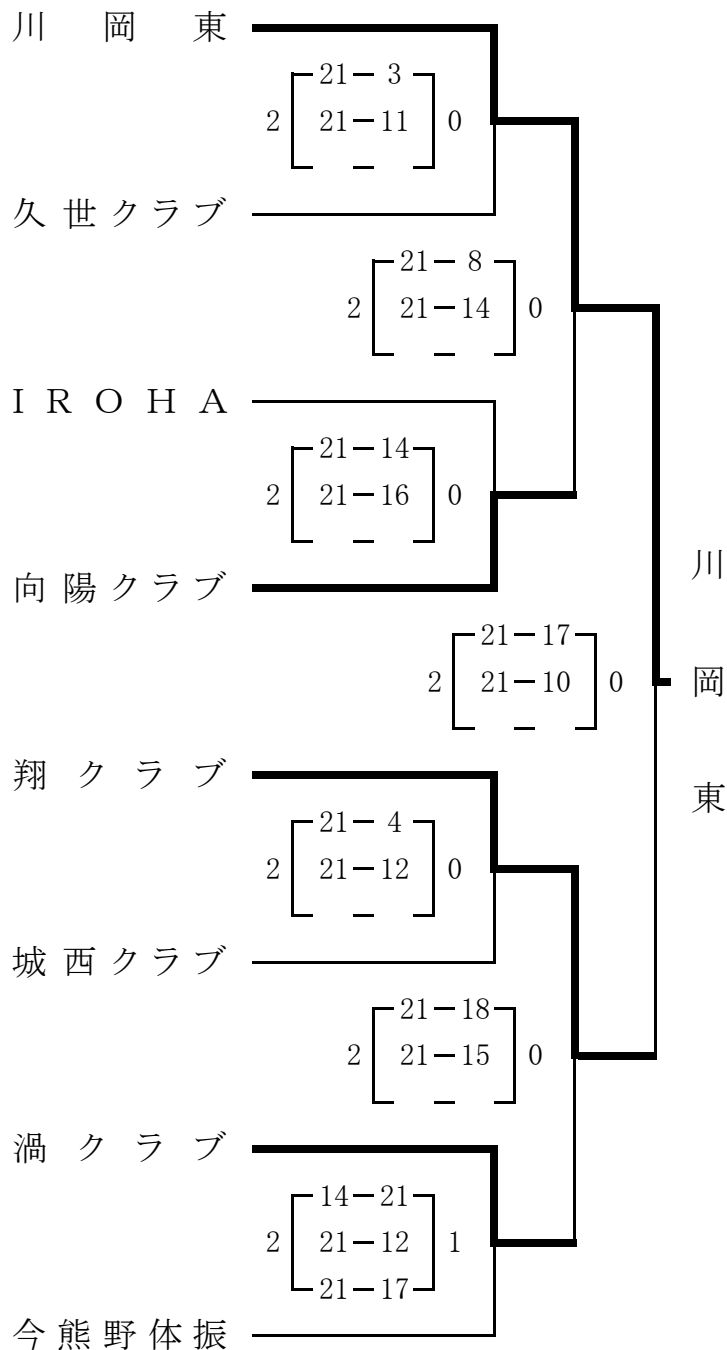 川岡東
21－3
2 21－11 0
－
久世クラブ
21－8
2 21－14 0
－
IROHA
21－14
2 21－16 0
－
向陽クラブ
21－17
2 21－10 0
－
川岡東
翔クラブ
21－4
2 21－12 0
－
城西クラブ
21－18
2 21－15 0
－
渦クラブ
14－21
2 21－12 1
21－17
今熊野体振